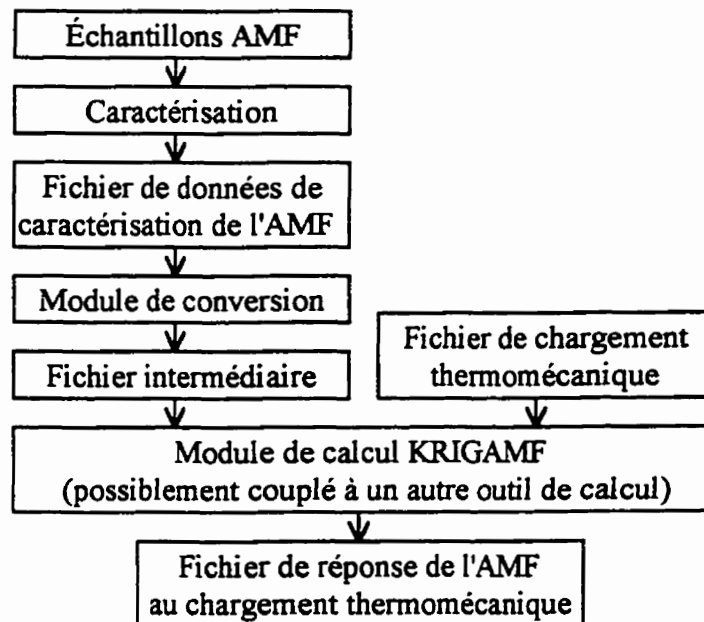 Échantillons AMF
Caractérisation
Fichier de données de
caractérisation de l'AMF
Module de conversion
Fichier intermédiaire
Fichier de chargement
thermomécanique
Module de calcul KRIGAMF
(possiblement couplé à un autre outil de calcul)
Fichier de réponse de l'AMF
au chargement thermomécanique